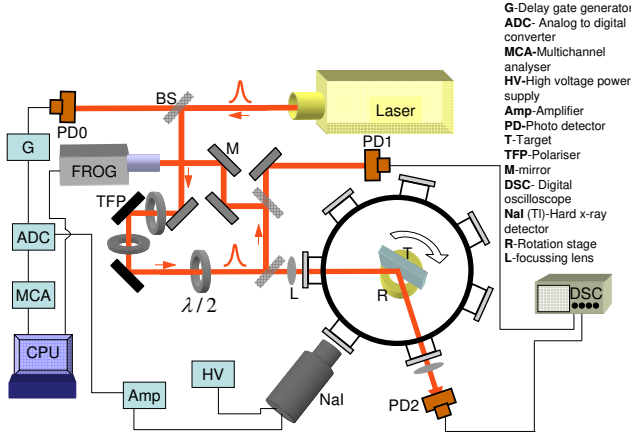 G-Delay gate generator
ADC- Analog to digital
converter
MCA-Multichannel
analyser
HV-High voltage power
supply
Amp-Amplifier
PD-Photo detector
T-Target
TFP-Polariser
M-mirror
DSC- Digital
oscilloscope
NaI (Tl)-Hard x-ray
detector
R-Rotation stage
L-focussing lens
BS
Laser
PD0
PD1
G
M
FROG
TFP
ADC
T
R
L
λ/2
MCA
DSC
CPU
HV
NaI
Amp
PD2